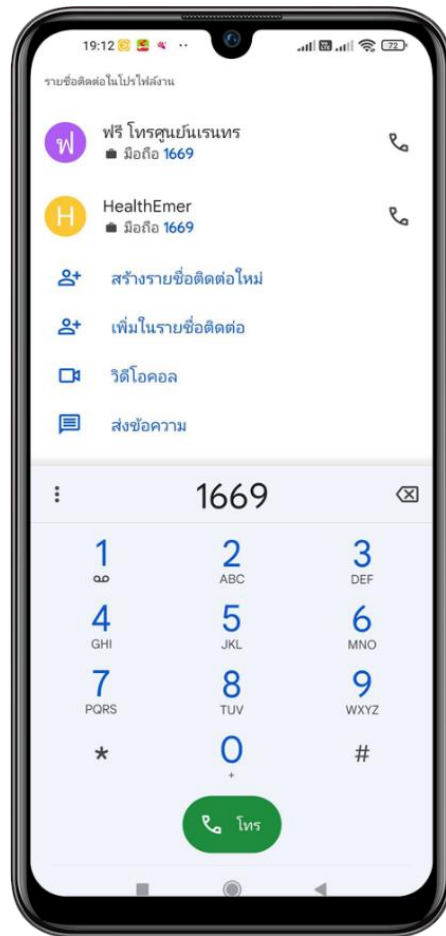 19:12 72
รายชื่อติดต่อในโปรไฟล์งาน
ฟ ฟรี โทรศูนย์นเรนทร
มือถือ 1669
H HealthEmer
มือถือ 1669
สร้างรายชื่อติดต่อใหม่
เพิ่มในรายชื่อติดต่อ
วิดีโอคอล
ส่งข้อความ
1669
1 2 3
ABC DEF
4 5 6
GHI JKL MNO
7 8 9
PQRS TUV WXYZ
* 0 #
+
โทร